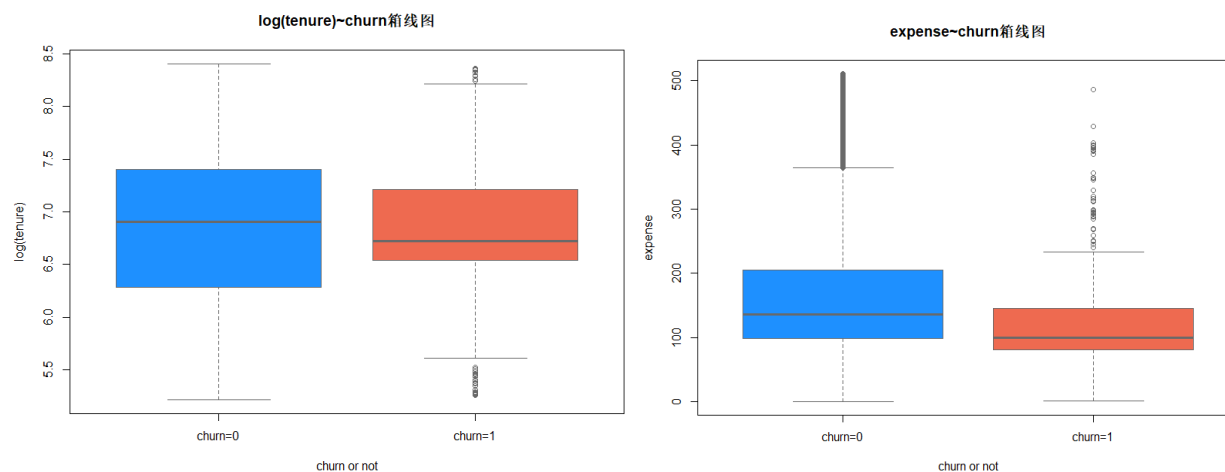 log(tenure)~churn箱线图
8.5
8.0
7.5
7.0
6.5
6.0
5.5
log(tenure)
churn=0
churn=1
churn or not
expense~churn箱线图
500
400
300
200
100
0
expense
churn=0
churn=1
churn or not